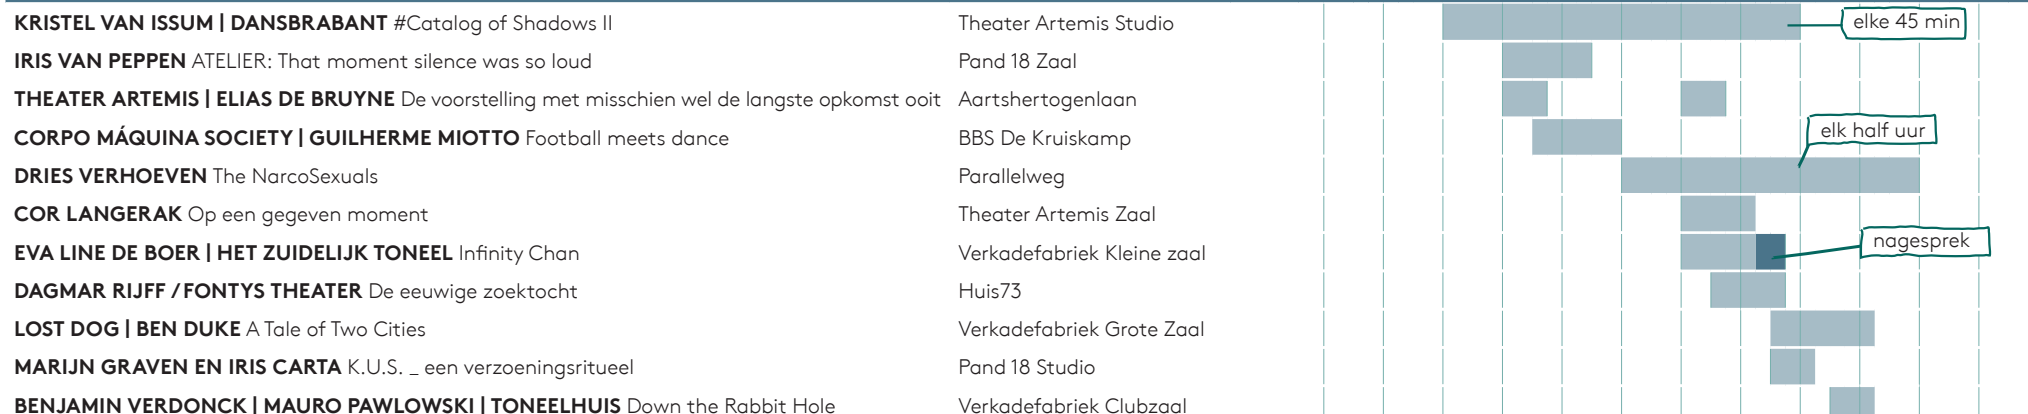 KRISTEL VAN ISSUM | DANSBRABANT #Catalog of Shadows II Theater Artemis Studio elke 45 min
IRIS VAN PEPPEN ATELIER: That moment silence was so loud Pand 18 Zaal
THEATER ARTEMIS | ELIAS DE BRUYNE De voorstelling met misschien wel de langste opkomst ooit Aartshertogenlaan
CORPO MÁQUINA SOCIETY | GUILHERME MIOTTO Football meets dance BBS De Kruiskamp elk half uur
DRIES VERHOEVEN The NarcoSexuals Parallelweg
COR LANGERAK Op een gegeven moment Theater Artemis Zaal
EVA LINE DE BOER | HET ZUIDELIJK TONEEL Infinity Chan Verkadefabriek Kleine zaal nagesprek
DAGMAR RIJFF / FONTYS THEATER De eeuwige zoektocht Huis73
LOST DOG | BEN DUKE A Tale of Two Cities Verkadefabriek Grote Zaal
MARIJN GRAVEN EN IRIS CARTA K.U.S. _ een verzoeningsritueel Pand 18 Studio
BENJAMIN VERDONCK | MAURO PAWLOWSKI | TONEELHUIS Down the Rabbit Hole Verkadefabriek Clubzaal